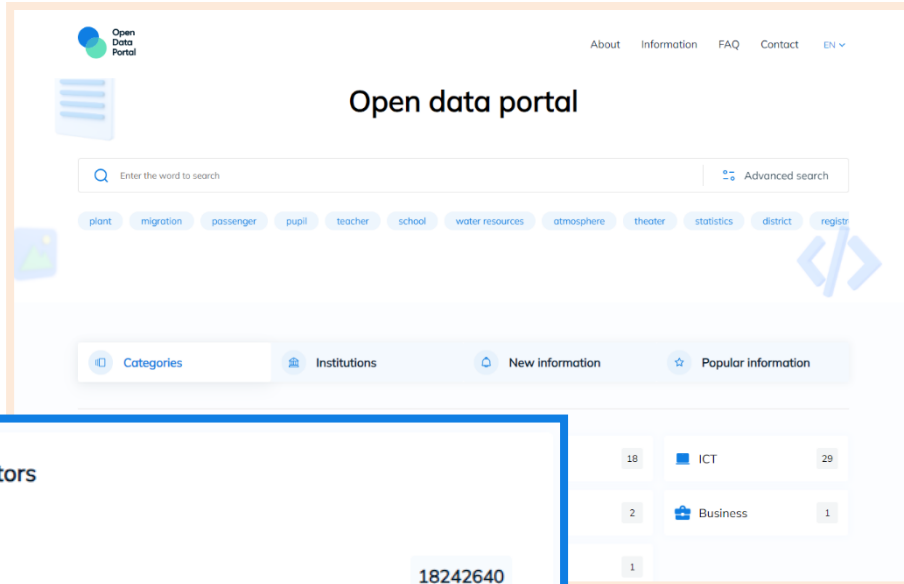 Open
Data
Portal
About Information FAQ Contact EN
Open data portal
Enter the word to search
Advanced search
plant migration passenger pupil teacher school water resources atmosphere theater statistics district registr
Categories Institutions New information Popular information
18 ICT 29
tors
2 Business 1
1
18242640